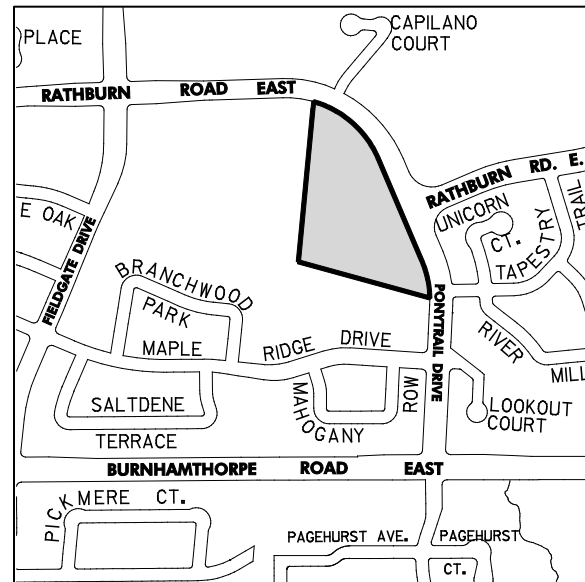 PLACE
CAPILANO
COURT
RATHBURN ROAD EAST
RATHBURN RD. E.
E OAK
FIELDGATE DRIVE
UNICORN
CT.
TAPESTRY
TRAIL
BRANCHWOOD
PARK
PONYTRAIL DRIVE
MAPLE RIDGE DRIVE
RIVER
MILL
SALTDENE
TERRACE
MAHOGANY
ROW
LOOKOUT
COURT
BURNHAMTHORPE ROAD EAST
PICKMERE CT.
PAGEHURST AVE.
PAGEHURST
CT.